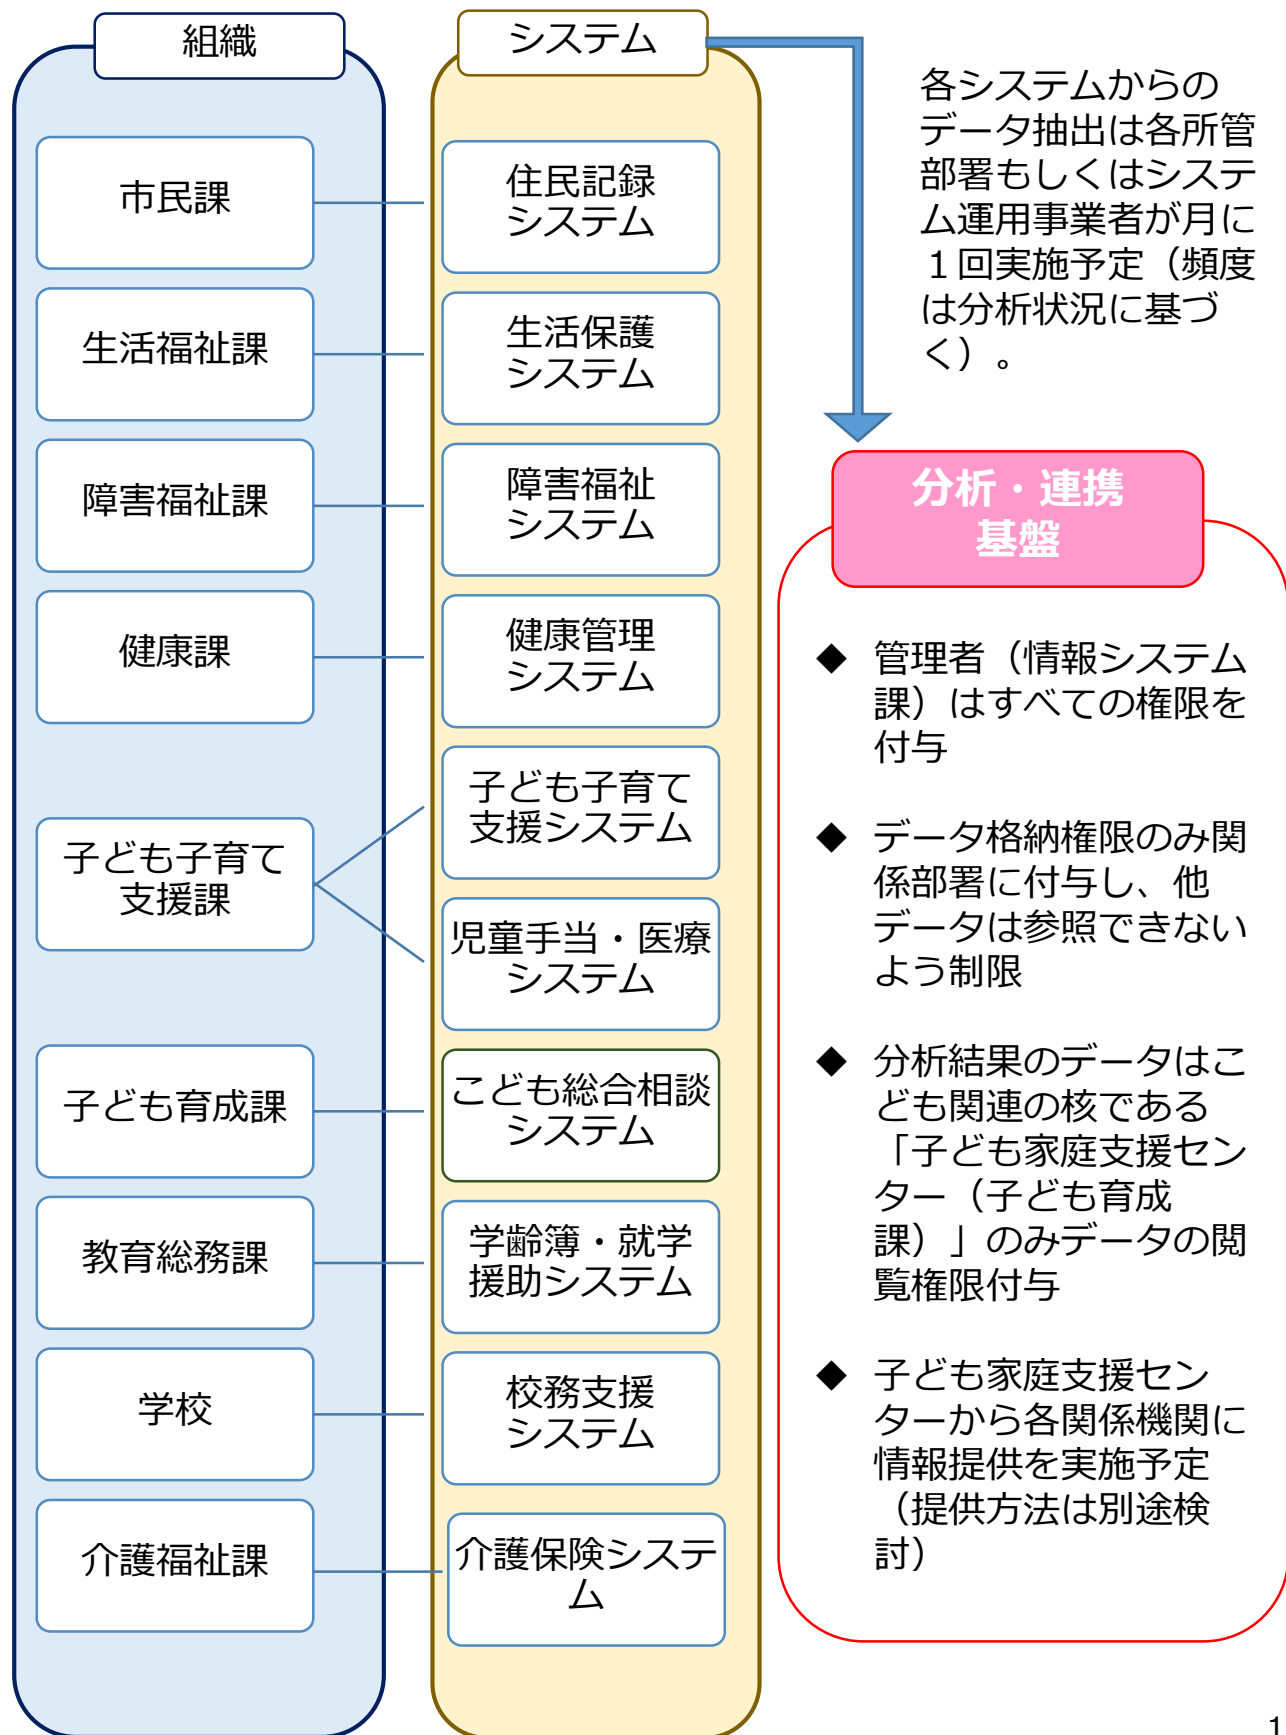 組織
システム
市民課
生活福祉課
障害福祉課
健康課
子ども子育て
支援課
子ども育成課
教育総務課
学校
介護福祉課
住民記録
システム
生活保護
システム
障害福祉
システム
健康管理
システム
子ども子育て
支援システム
児童手当・医療
システム
こども総合相談
システム
学齢簿・就学
援助システム
校務支援
システム
介護保険システ
ム
各システムからの
データ抽出は各所管
部署もしくはシステ
ム運用事業者が月に
１回実施予定（頻度
は分析状況に基づ
く）。
分析・連携
基盤
◆ 管理者（情報システム
課）はすべての権限を
付与
◆ データ格納権限のみ関
係部署に付与し、他
データは参照できない
よう制限
◆ 分析結果のデータはこ
ども関連の核である
「子ども家庭支援セン
ター（子ども育成
課）」のみデータの閲
覧権限付与
◆ 子ども家庭支援セン
ターから各関係機関に
情報提供を実施予定
（提供方法は別途検
討）
1